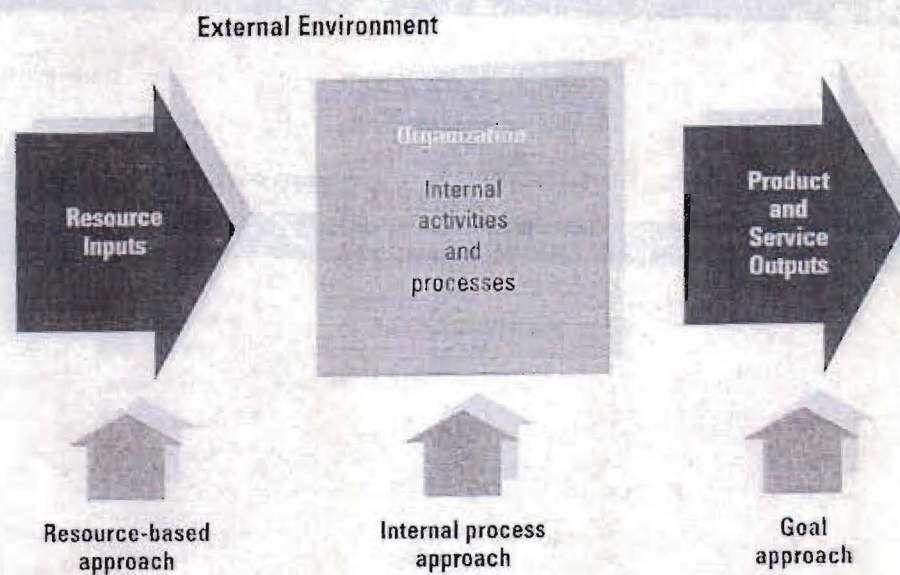 External Environment
Resource
Inputs
Organization
Internal
activities
and
processes
Product
and
Service
Outputs
Resource-based
approach
Internal process
approach
Goal
approach